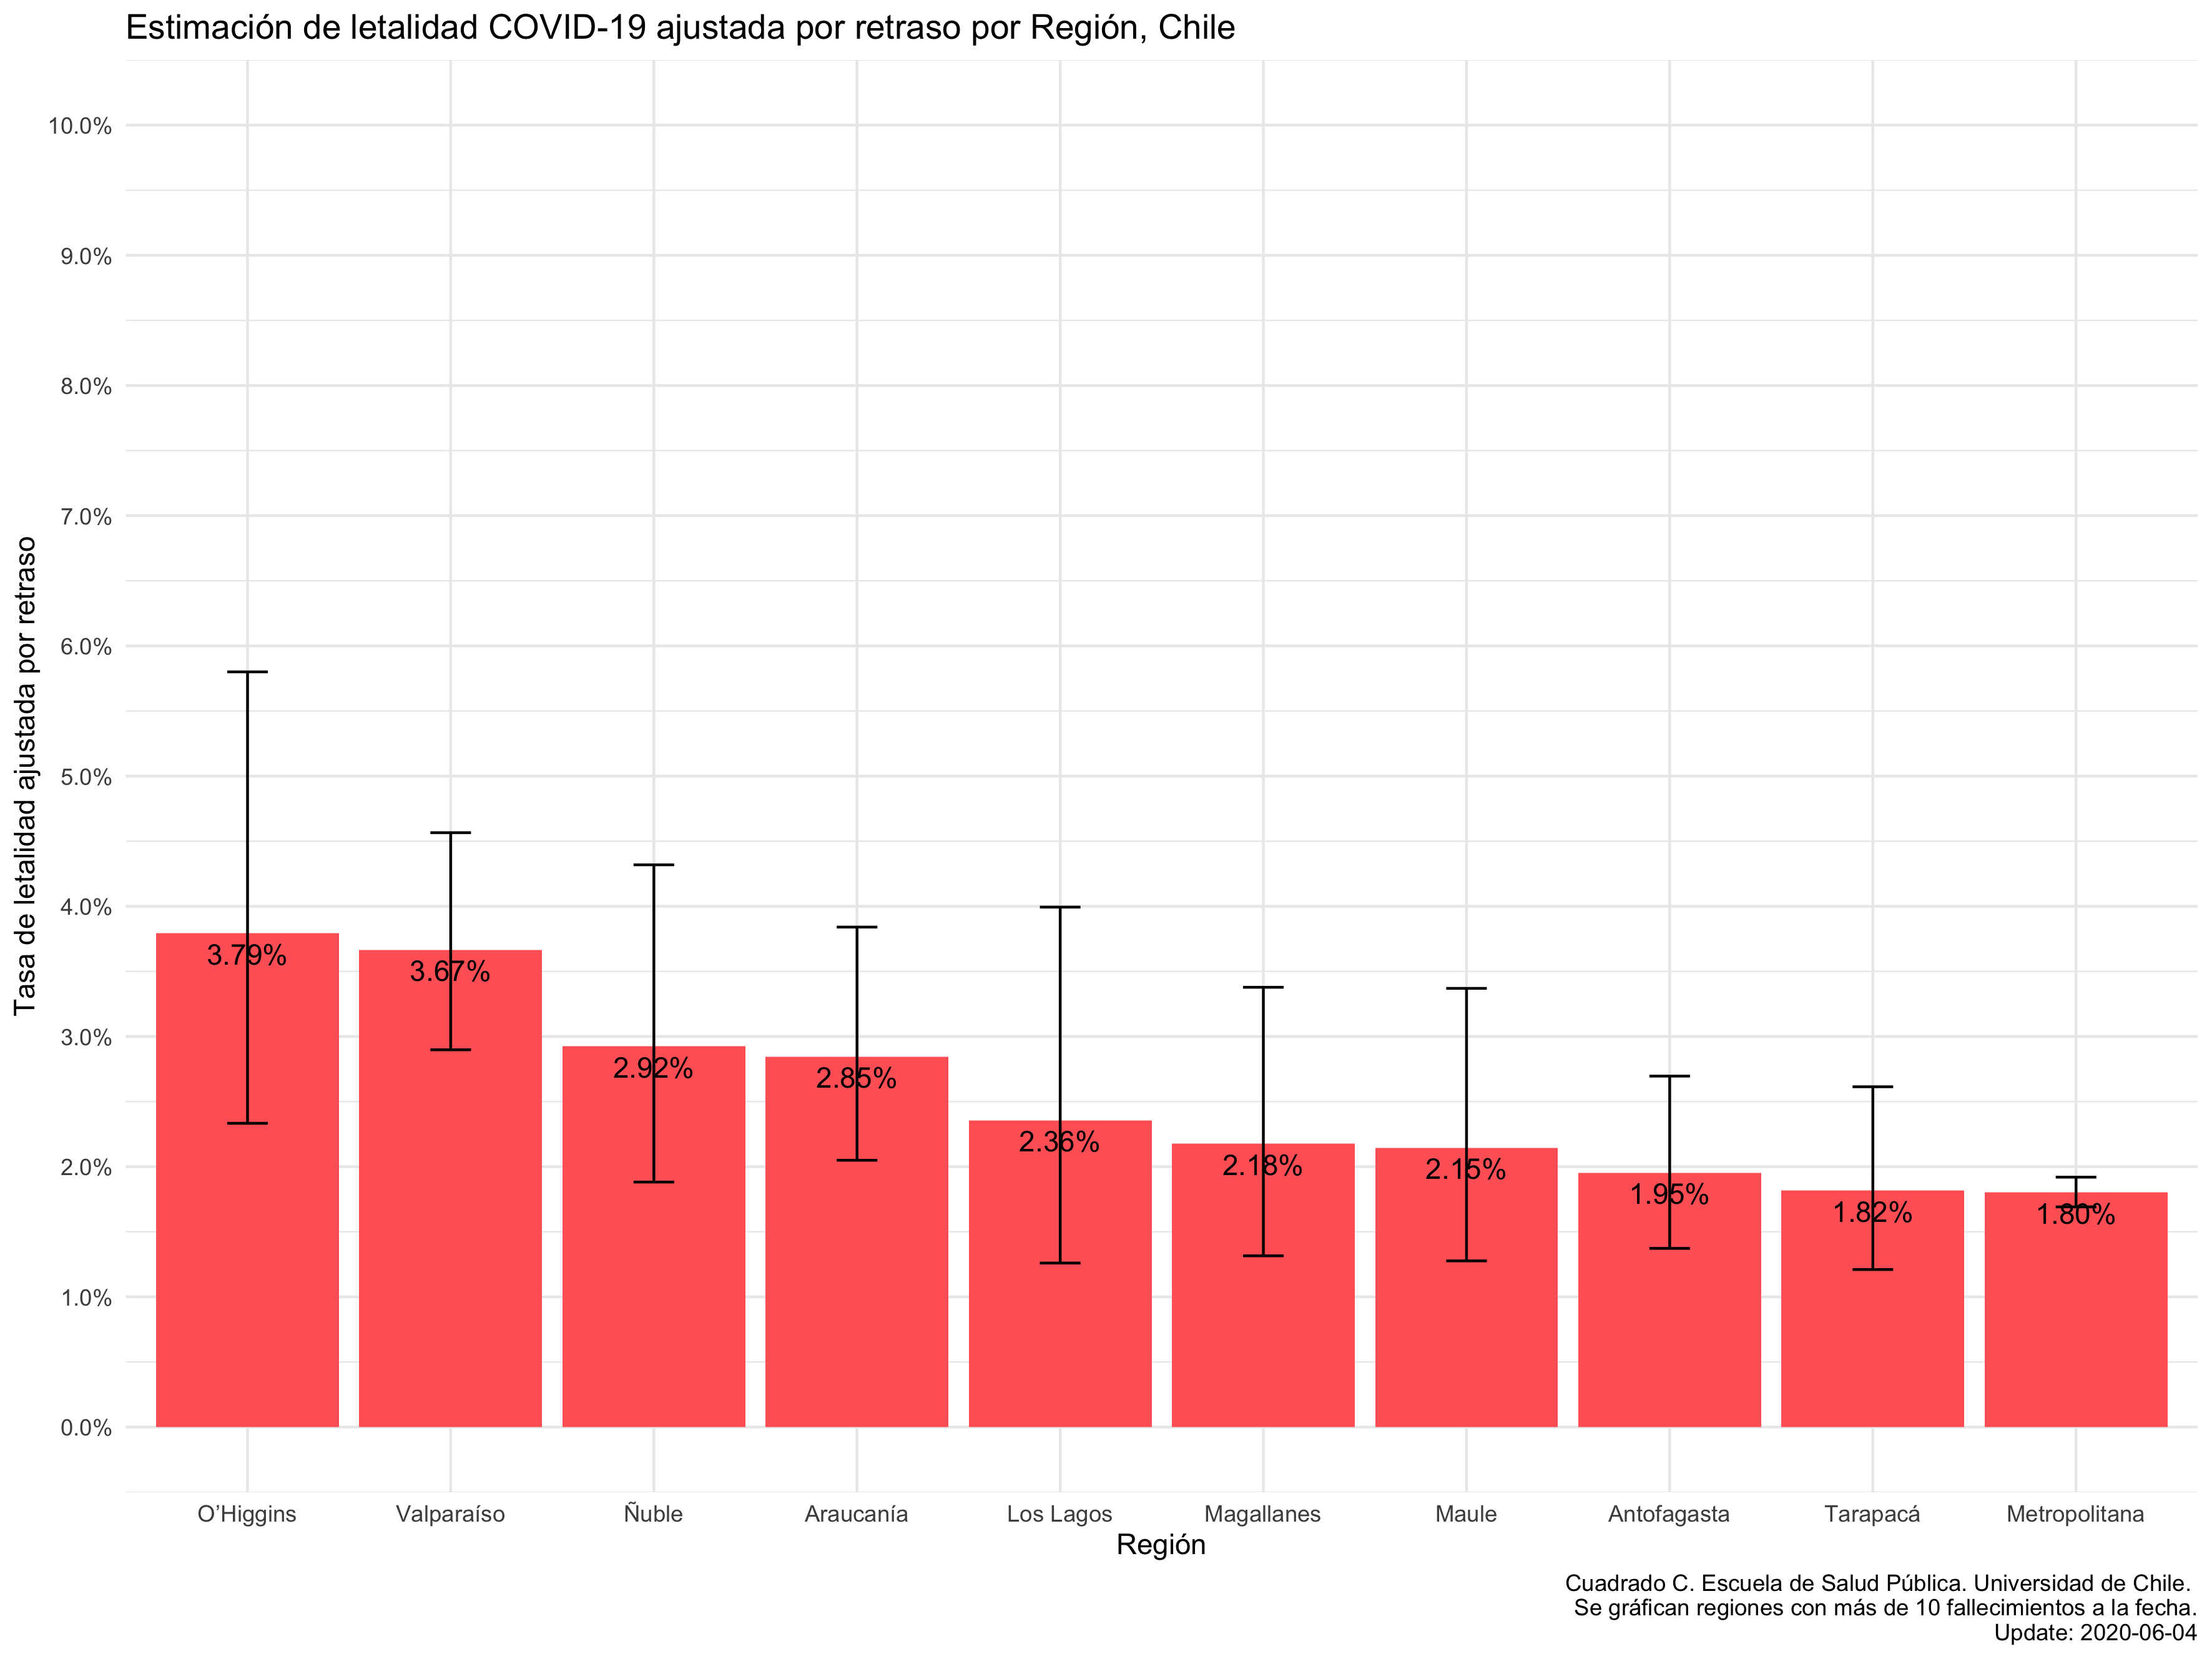 Estimación de letalidad COVID-19 ajustada por retraso por Región, Chile
Tasa de letalidad ajustada por retraso
10.0%
9.0%
8.0%
7.0%
6.0%
5.0%
4.0%
3.0%
2.0%
1.0%
0.0%
3.79%
3.67%
2.92%
2.85%
2.36%
2.18%
2.15%
1.95%
1.82%
1.80%
O’Higgins
Valparaíso
Ñuble
Araucanía
Los Lagos
Magallanes
Maule
Antofagasta
Tarapacá
Metropolitana
Región
Cuadrado C. Escuela de Salud Pública. Universidad de Chile.
Se gráfican regiones con más de 10 fallecimientos a la fecha.
Update: 2020-06-04